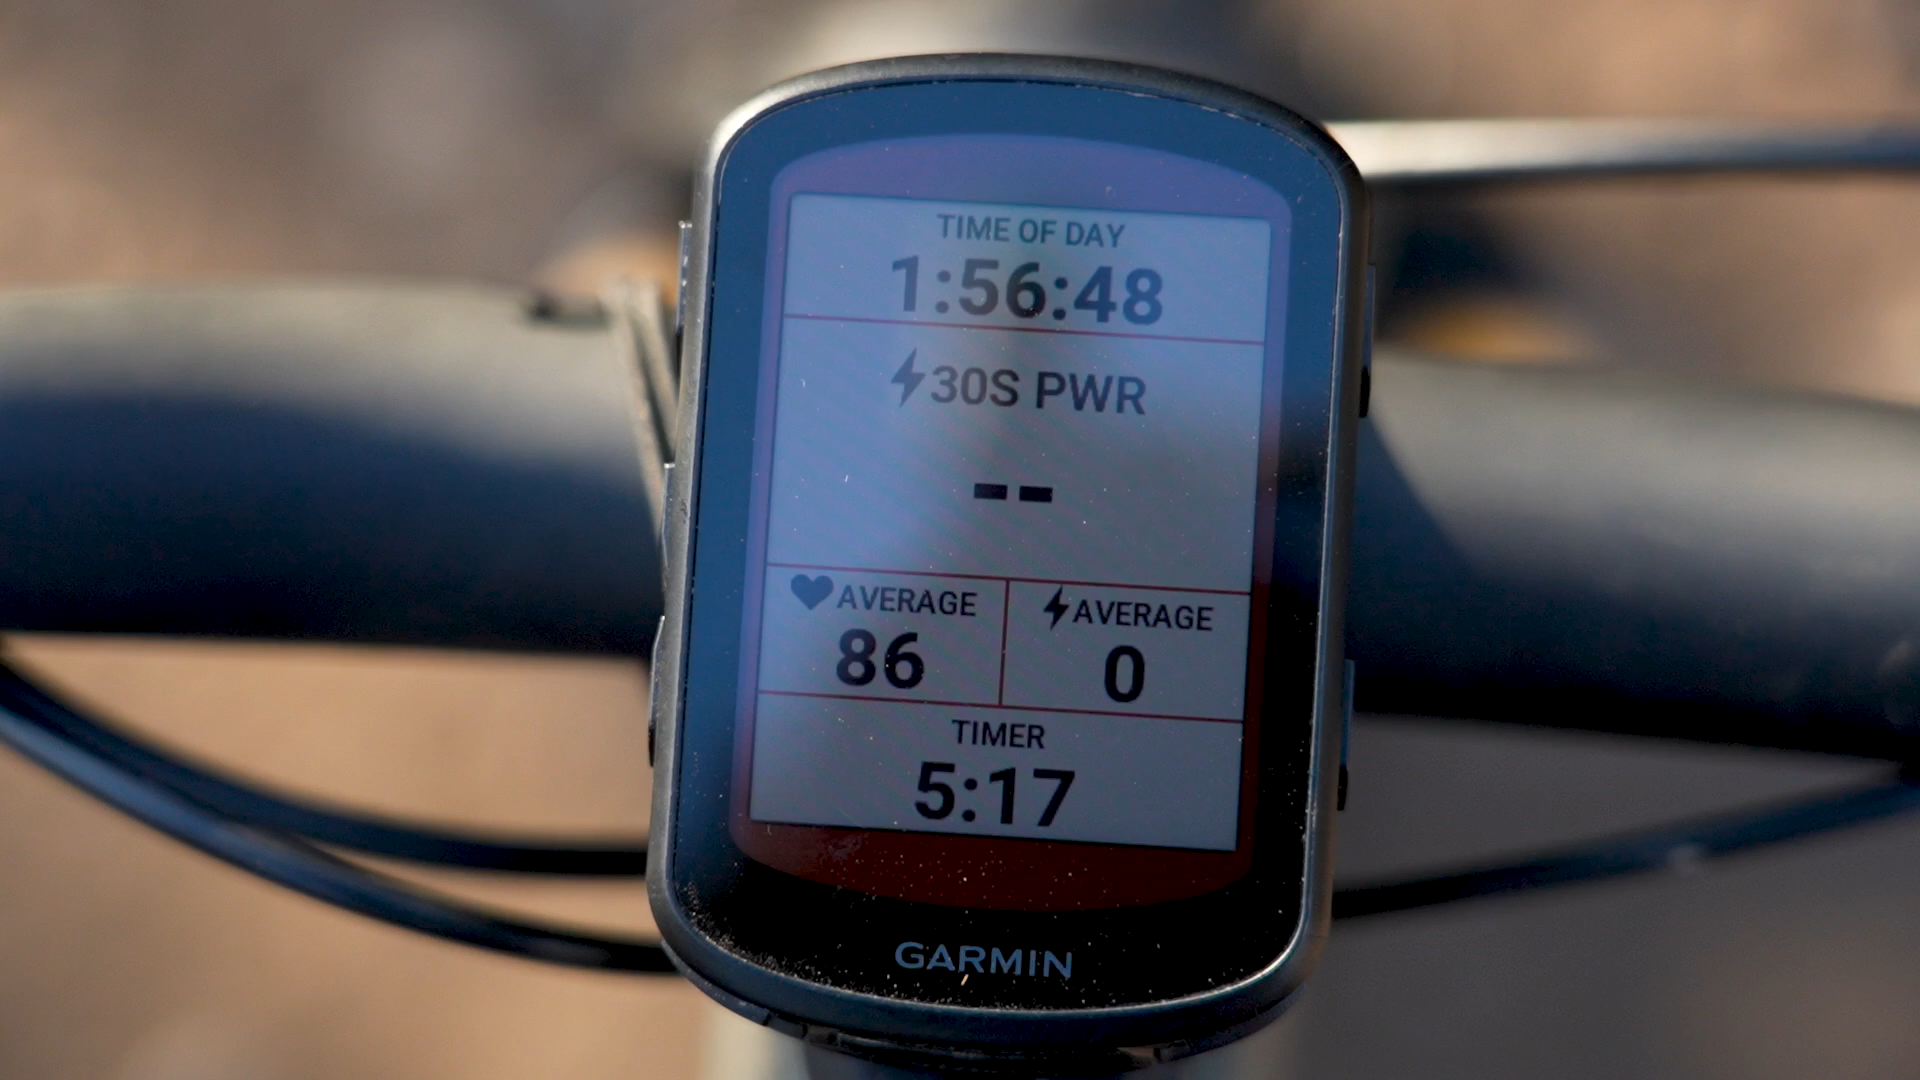 TIME OF DAY
1:56:48
30S PWR
--
AVERAGE
86
AVERAGE
0
TIMER
5:17
GARMIN